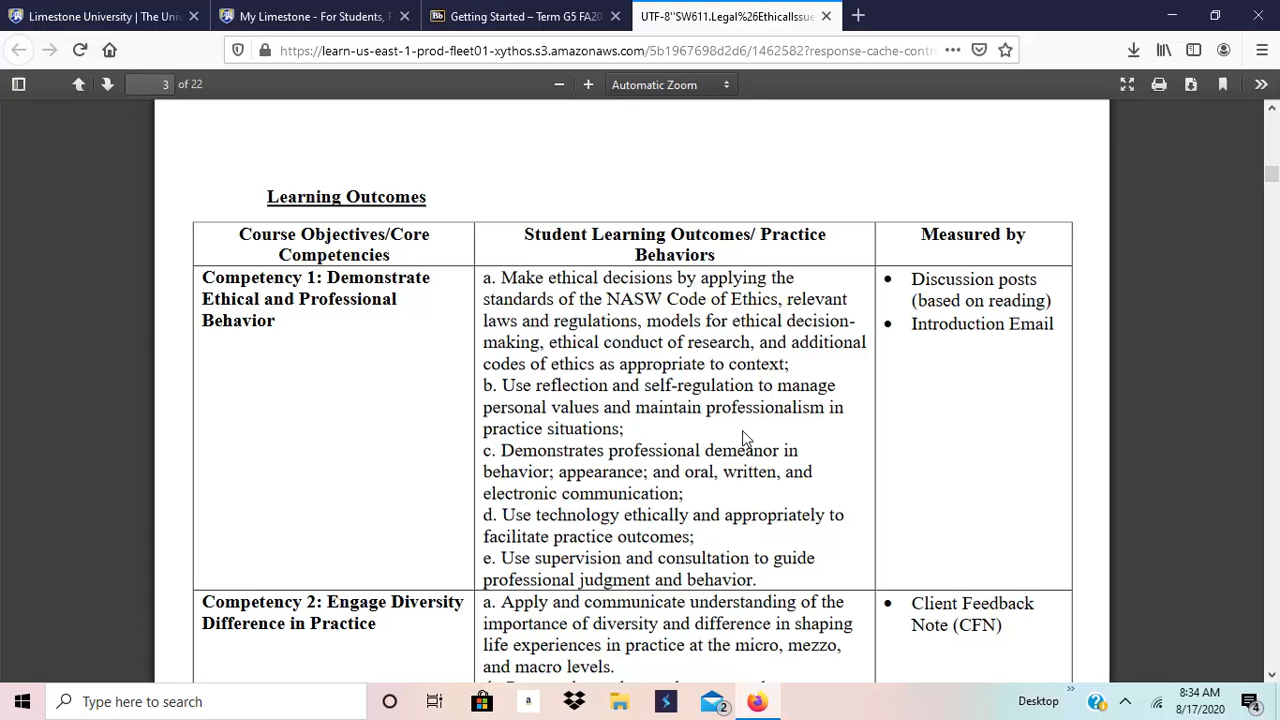 Limestone University | The Uni
My Limestone - For Students, F
Bb Getting Started – Term G5 FA20
UTF-8''SW611.Legal%26EthicalIssue
https://learn-us-east-1-prod-fleet01-xythos.s3.amazonaws.com/5b1967698d2d6/1462582?response-cache-contr
3 of 22
Automatic Zoom
Learning Outcomes
Course Objectives/Core
Competencies
Student Learning Outcomes/ Practice
Behaviors
Measured by
Competency 1: Demonstrate
Ethical and Professional
Behavior
a. Make ethical decisions by applying the
standards of the NASW Code of Ethics, relevant
laws and regulations, models for ethical decision-
making, ethical conduct of research, and additional
codes of ethics as appropriate to context;
b. Use reflection and self-regulation to manage
personal values and maintain professionalism in
practice situations;
c. Demonstrates professional demeanor in
behavior; appearance; and oral, written, and
electronic communication;
d. Use technology ethically and appropriately to
facilitate practice outcomes;
e. Use supervision and consultation to guide
professional judgment and behavior.
• Discussion posts
(based on reading)
• Introduction Email
Competency 2: Engage Diversity
Difference in Practice
a. Apply and communicate understanding of the
importance of diversity and difference in shaping
life experiences in practice at the micro, mezzo,
and macro levels.
• Client Feedback
Note (CFN)
Type here to search
a
2
Desktop
8:34 AM
8/17/2020
4